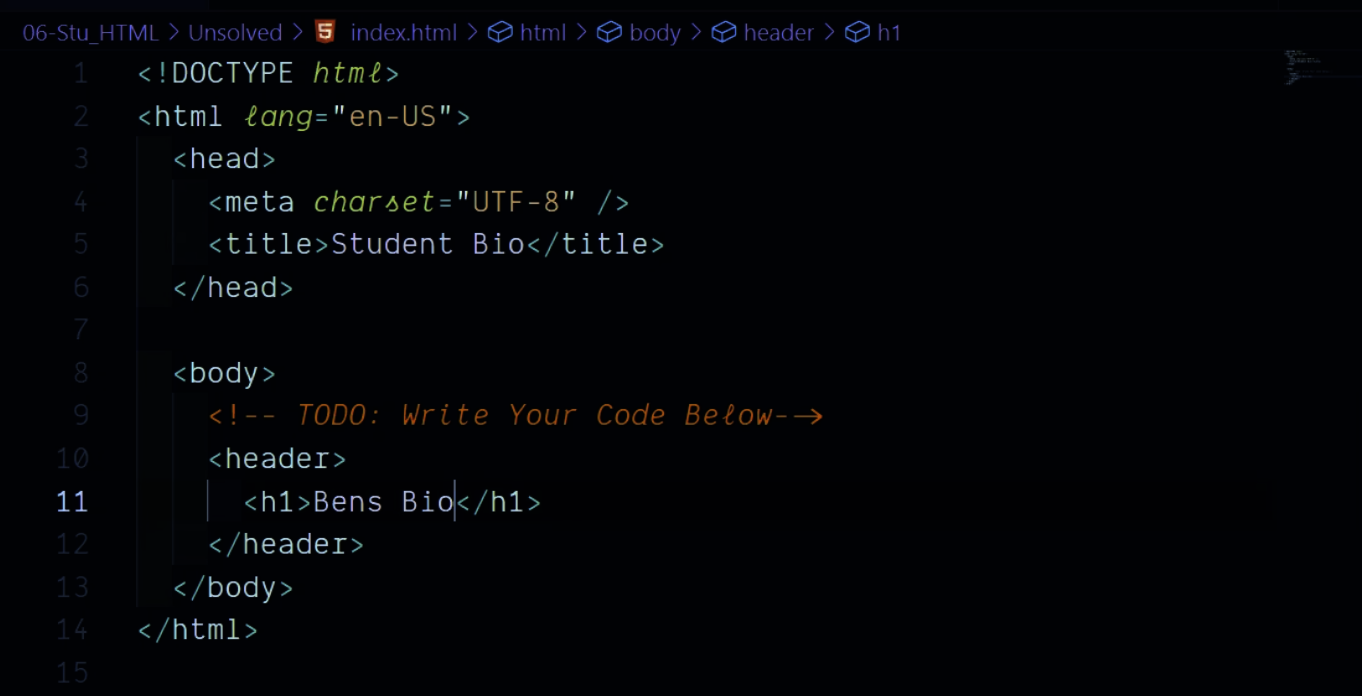 06-Stu_HTML > Unsolved > index.html > html > body > header > h1
1 <!DOCTYPE html>
2 <html lang="en-US">
3 <head>
4 <meta charset="UTF-8" />
5 <title>Student Bio</title>
6 </head>
7
8 <body>
9 <!-- TODO: Write Your Code Below-->
10 <header>
11 <h1>Bens Bio</h1>
12 </header>
13 </body>
14 </html>
15